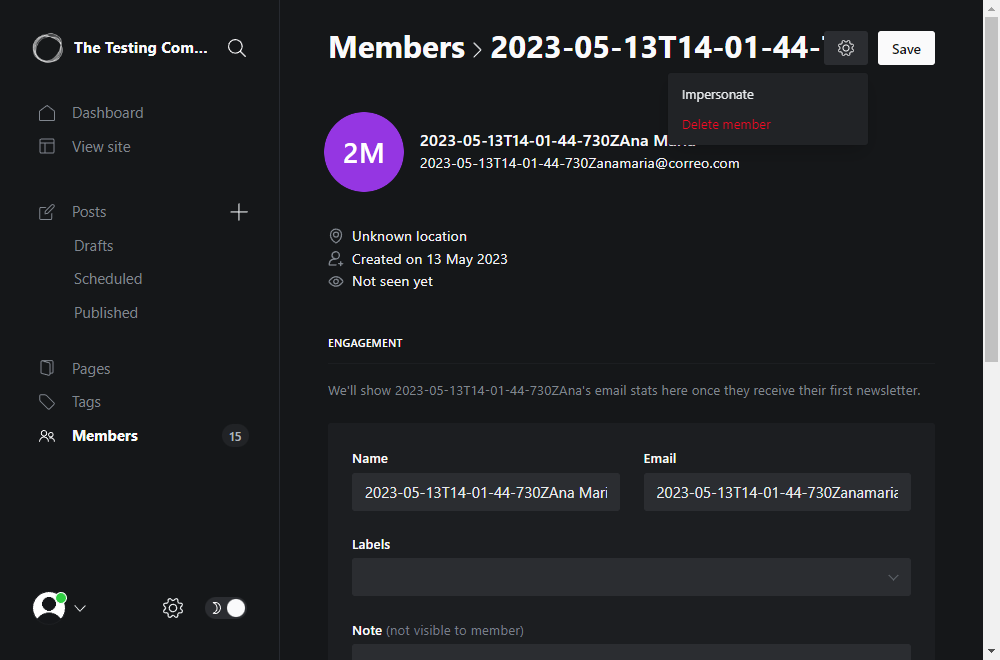 The Testing Com...
Dashboard
View site
Posts
Drafts
Scheduled
Published
Pages
Tags
Members
15
Members
2023-05-13T14-01-44-
Save
Impersonate
Delete member
2M
2023-05-13T14-01-44-730ZAna Maria
2023-05-13T14-01-44-730Zanamaria@correo.com
Unknown location
Created on 13 May 2023
Not seen yet
ENGAGEMENT
We'll show 2023-05-13T14-01-44-730ZAna's email stats here once they receive their first newsletter.
Name
Email
2023-05-13T14-01-44-730ZAna Mari
2023-05-13T14-01-44-730Zanamaria
Labels
Note (not visible to member)